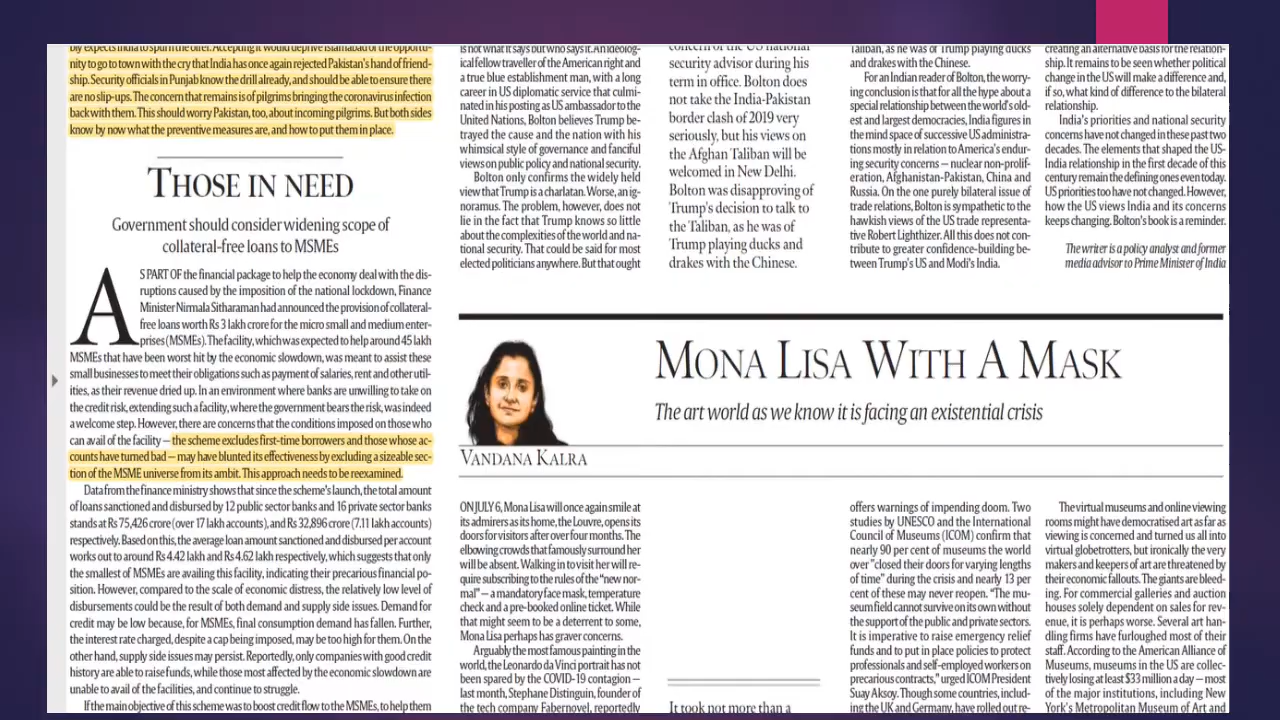 bly expects India to spurn the offer. Accepting it would deprive Islamabad of the opportu-
nity to go to town with the cry that India has once again rejected Pakistan's hand of friend-
ship. Security officials in Punjab know the drill already, and should be able to ensure there
are no slip-ups. The concern that remains is of pilgrims bringing the coronavirus infection
back with them. This should worry Pakistan, too, about incoming pilgrims. But both sides
know by now what the preventive measures are, and how to put them in place.
THOSE IN NEED
Government should consider widening scope of
collateral-free loans to MSMEs
AS PART OF the financial package to help the economy deal with the dis-
ruptions caused by the imposition of the national lockdown, Finance
Minister Nirmala Sitharaman had announced the provision of collateral-
free loans worth Rs 3 lakh crore for the micro small and medium enter-
prises (MSMEs). The facility, which was expected to help around 45 lakh
MSMEs that have been worst hit by the economic slowdown, was meant to assist these
small businesses to meet their obligations such as payment of salaries, rent and other util-
ities, as their revenue dried up. In an environment where banks are unwilling to take on
the credit risk, extending such a facility, where the government bears the risk, was indeed
a welcome step. However, there are concerns that the conditions imposed on those who
can avail of the facility — the scheme excludes first-time borrowers and those whose ac-
counts have turned bad — may have blunted its effectiveness by excluding a sizeable sec-
tion of the MSME universe from its ambit. This approach needs to be reexamined.
Data from the finance ministry shows that since the scheme's launch, the total amount
of loans sanctioned and disbursed by 12 public sector banks and 16 private sector banks
stands at Rs 75,426 crore (over 17 lakh accounts), and Rs 32,896 crore (7.11 lakh accounts)
respectively. Based on this, the average loan amount sanctioned and disbursed per account
works out to around Rs 4.42 lakh and Rs 4.62 lakh respectively, which suggests that only
the smallest of MSMEs are availing this facility, indicating their precarious financial po-
sition. However, compared to the scale of economic distress, the relatively low level of
disbursements could be the result of both demand and supply side issues. Demand for
credit may be low because, for MSMEs, final consumption demand has fallen. Further,
the interest rate charged, despite a cap being imposed, may be too high for them. On the
other hand, supply side issues may persist. Reportedly, only companies with good credit
history are able to raise funds, while those most affected by the economic slowdown are
unable to avail of the facilities, and continue to struggle.
If the main objective of this scheme was to boost credit flow to the MSMEs, to help them
is not what it says but who says it. An ideolog-
ical fellow traveller of the American right and
a true blue establishment man, with a long
career in US diplomatic service that culmi-
nated in his posting as US ambassador to the
United Nations, Bolton believes Trump be-
trayed the cause and the nation with his
whimsical style of governance and fanciful
views on public policy and national security.
Bolton only confirms the widely held
view that Trump is a charlatan. Worse, an ig-
noramus. The problem, however, does not
lie in the fact that Trump knows so little
about the complexities of the world and na-
tional security. That could be said for most
elected politicians anywhere. But that ought
concern of the US national
security advisor during his
term in office. Bolton does
not take the India-Pakistan
border clash of 2019 very
seriously, but his views on
the Afghan Taliban will be
welcomed in New Delhi.
Bolton was disapproving of
Trump's decision to talk to
the Taliban, as he was of
Trump playing ducks and
drakes with the Chinese.
Taliban, as he was of Trump playing ducks
and drakes with the Chinese.
For an Indian reader of Bolton, the worry-
ing conclusion is that for all the hype about a
special relationship between the world's old-
est and largest democracies, India figures in
the mind space of successive US administra-
tions mostly in relation to America's endur-
ing security concerns — nuclear non-prolif-
eration, Afghanistan-Pakistan, China and
Russia. On the one purely bilateral issue of
trade relations, Bolton is sympathetic to the
hawkish views of the US trade representa-
tive Robert Lighthizer. All this does not con-
tribute to greater confidence-building be-
tween Trump's US and Modi's India.
creating an alternative basis for the relation-
ship. It remains to be seen whether political
change in the US will make a difference and,
if so, what kind of difference to the bilateral
relationship.
India's priorities and national security
concerns have not changed in these past two
decades. The elements that shaped the US-
India relationship in the first decade of this
century remain the defining ones even today.
US priorities too have not changed. However,
how the US views India and its concerns
keeps changing. Bolton's book is a reminder.
The writer is a policy analyst and former
media advisor to Prime Minister of India
MONA LISA WITH A MASK
The art world as we know it is facing an existential crisis
VANDANA KALRA
ON JULY 6, Mona Lisa will once again smile at
its admirers as its home, the Louvre, opens its
doors for visitors after over four months. The
elbowing crowds that famously surround her
will be absent. Walking in to visit her will re-
quire subscribing to the rules of the "new nor-
mal" — a mandatory face mask, temperature
check and a pre-booked online ticket. While
that might seem to be a deterrent to some,
Mona Lisa perhaps has graver concerns.
Arguably the most famous painting in the
world, the Leonardo da Vinci portrait has not
been spared by the COVID-19 contagion —
last month, Stephane Distinguin, founder of
the tech company Fabernovel, reportedly
It took not more than a
offers warnings of impending doom. Two
studies by UNESCO and the International
Council of Museums (ICOM) confirm that
nearly 90 per cent of museums the world
over "closed their doors for varying lengths
of time" during the crisis and nearly 13 per
cent of these may never reopen. "The mu-
seum field cannot survive on its own without
the support of the public and private sectors.
It is imperative to raise emergency relief
funds and to put in place policies to protect
professionals and self-employed workers on
precarious contracts," urged ICOM President
Suay Aksoy. Though some countries, includ-
ing the UK and Germany, have rolled out re-
The virtual museums and online viewing
rooms might have democratised art as far as
viewing is concerned and turned us all into
virtual globetrotters, but ironically the very
makers and keepers of art are threatened by
their economic fallouts. The giants are bleed-
ing. For commercial galleries and auction
houses solely dependent on sales for rev-
enue, it is perhaps worse. Several art han-
dling firms have furloughed most of their
staff. According to the American Alliance of
Museums, museums in the US are collec-
tively losing at least $33 million a day — most
of the major institutions, including New
York's Metropolitan Museum of Art and